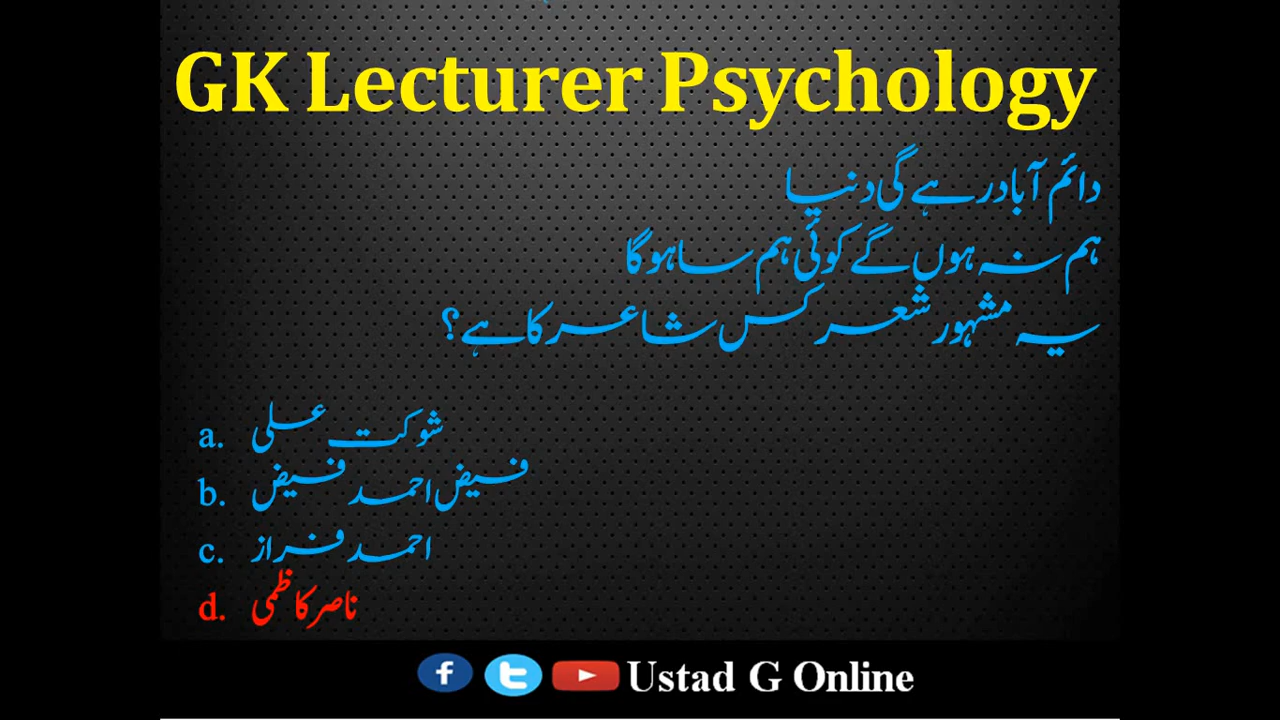 GK Lecturer Psychology
دائم آباد رہے گی دنیا
ہم نہ ہوں گے کوئی ہم سا ہوگا
یہ مشہور شعر کس شاعر کا ہے؟
a. شوکت علی
b. فیض احمد فیض
c. احمد فراز
d. ناصر کاظمی
Ustad G Online